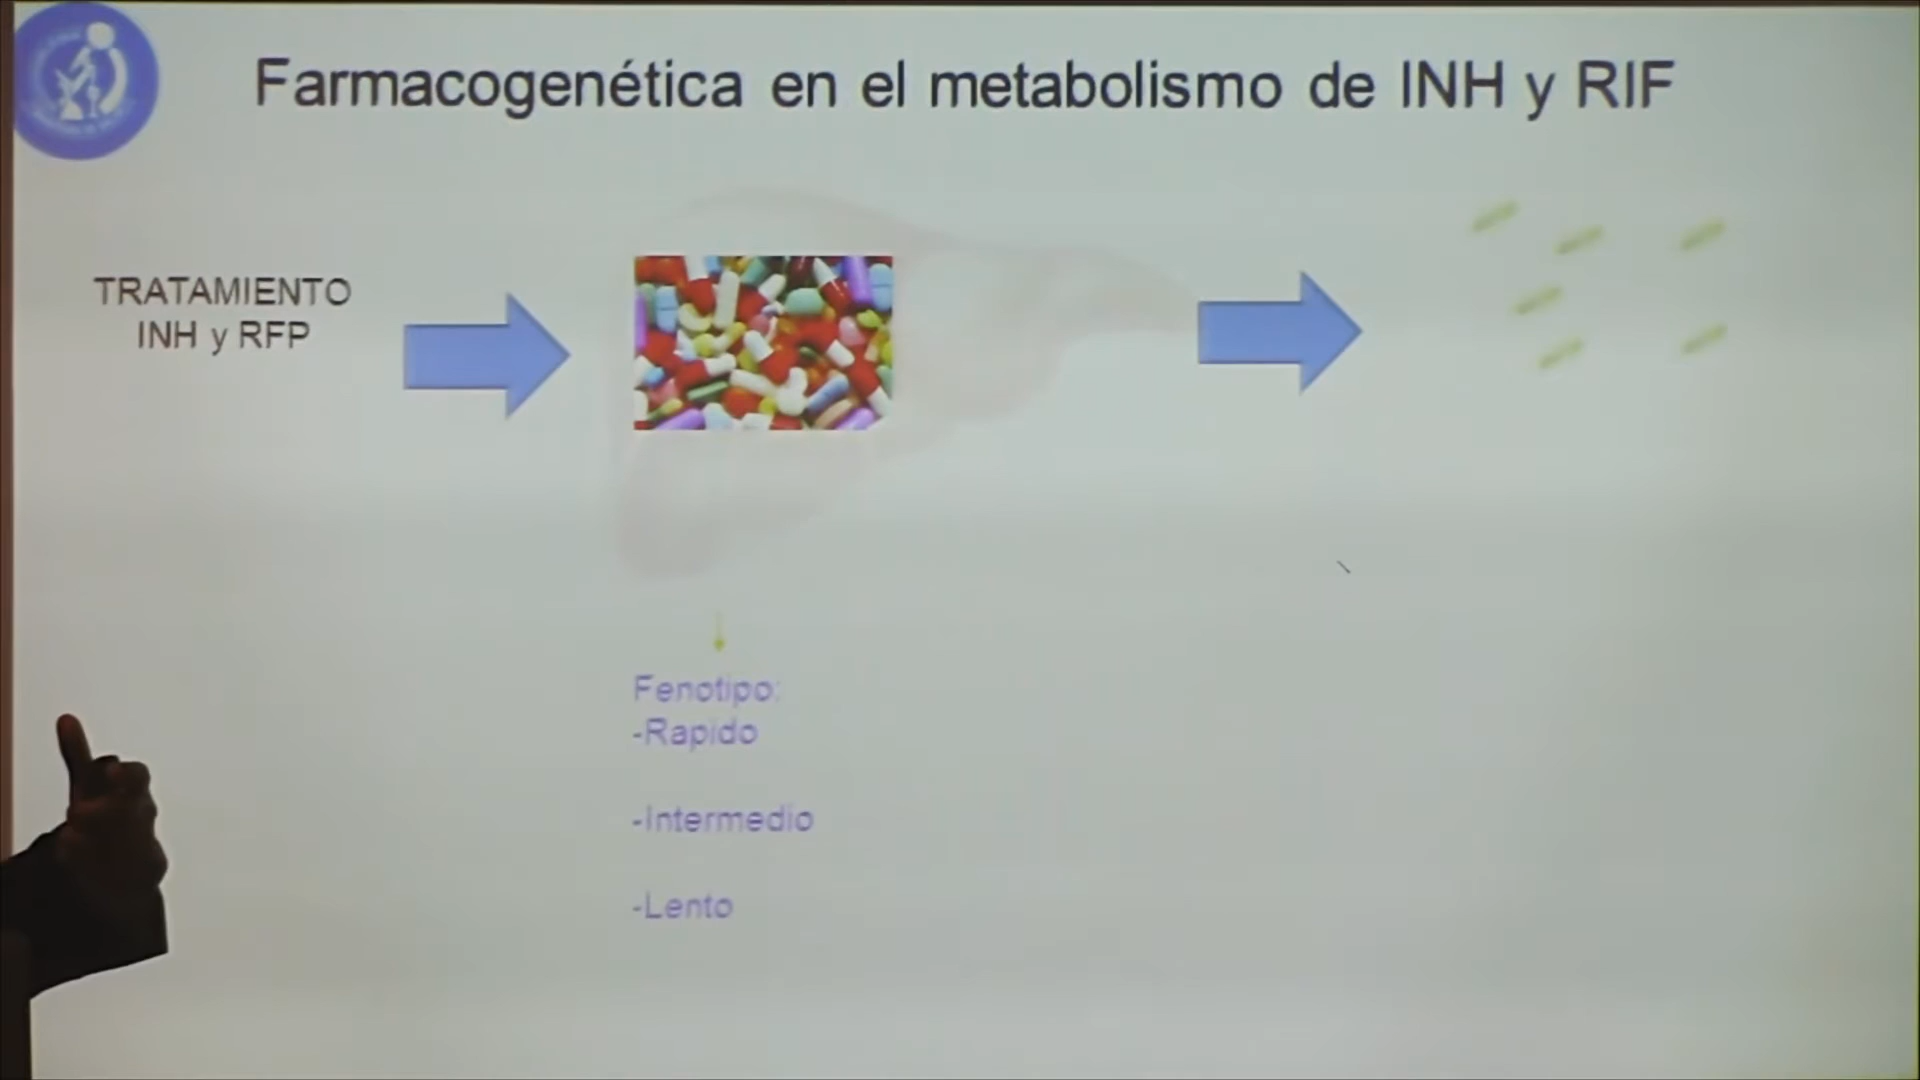 Farmacogenética en el metabolismo de INH y RIF
TRATAMIENTO
INH y RFP
Fenotipo:
-Rapido
-Intermedio
-Lento